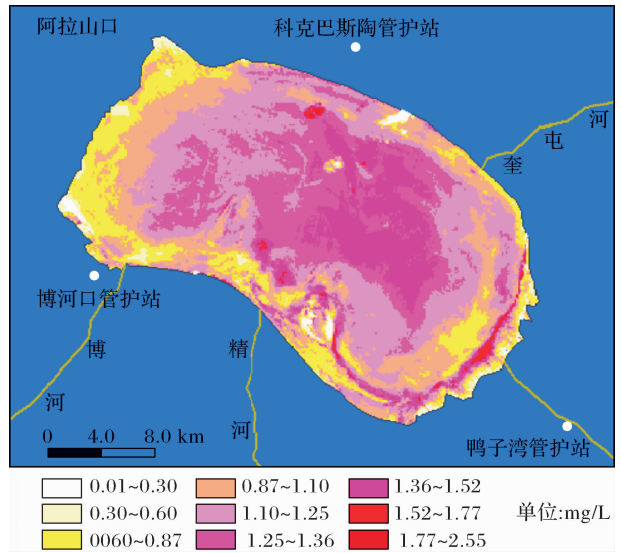 阿拉山口
科克巴斯陶管护站
河
屯
奎
博河口管护站
博
河
精
河
鸭子湾管护站
0 4.0 8.0 km
0.01~0.30 0.87~1.10 1.36~1.52
0.30~0.60 1.10~1.25 1.52~1.77 单位:mg/L
0060~0.87 1.25~1.36 1.77~2.55